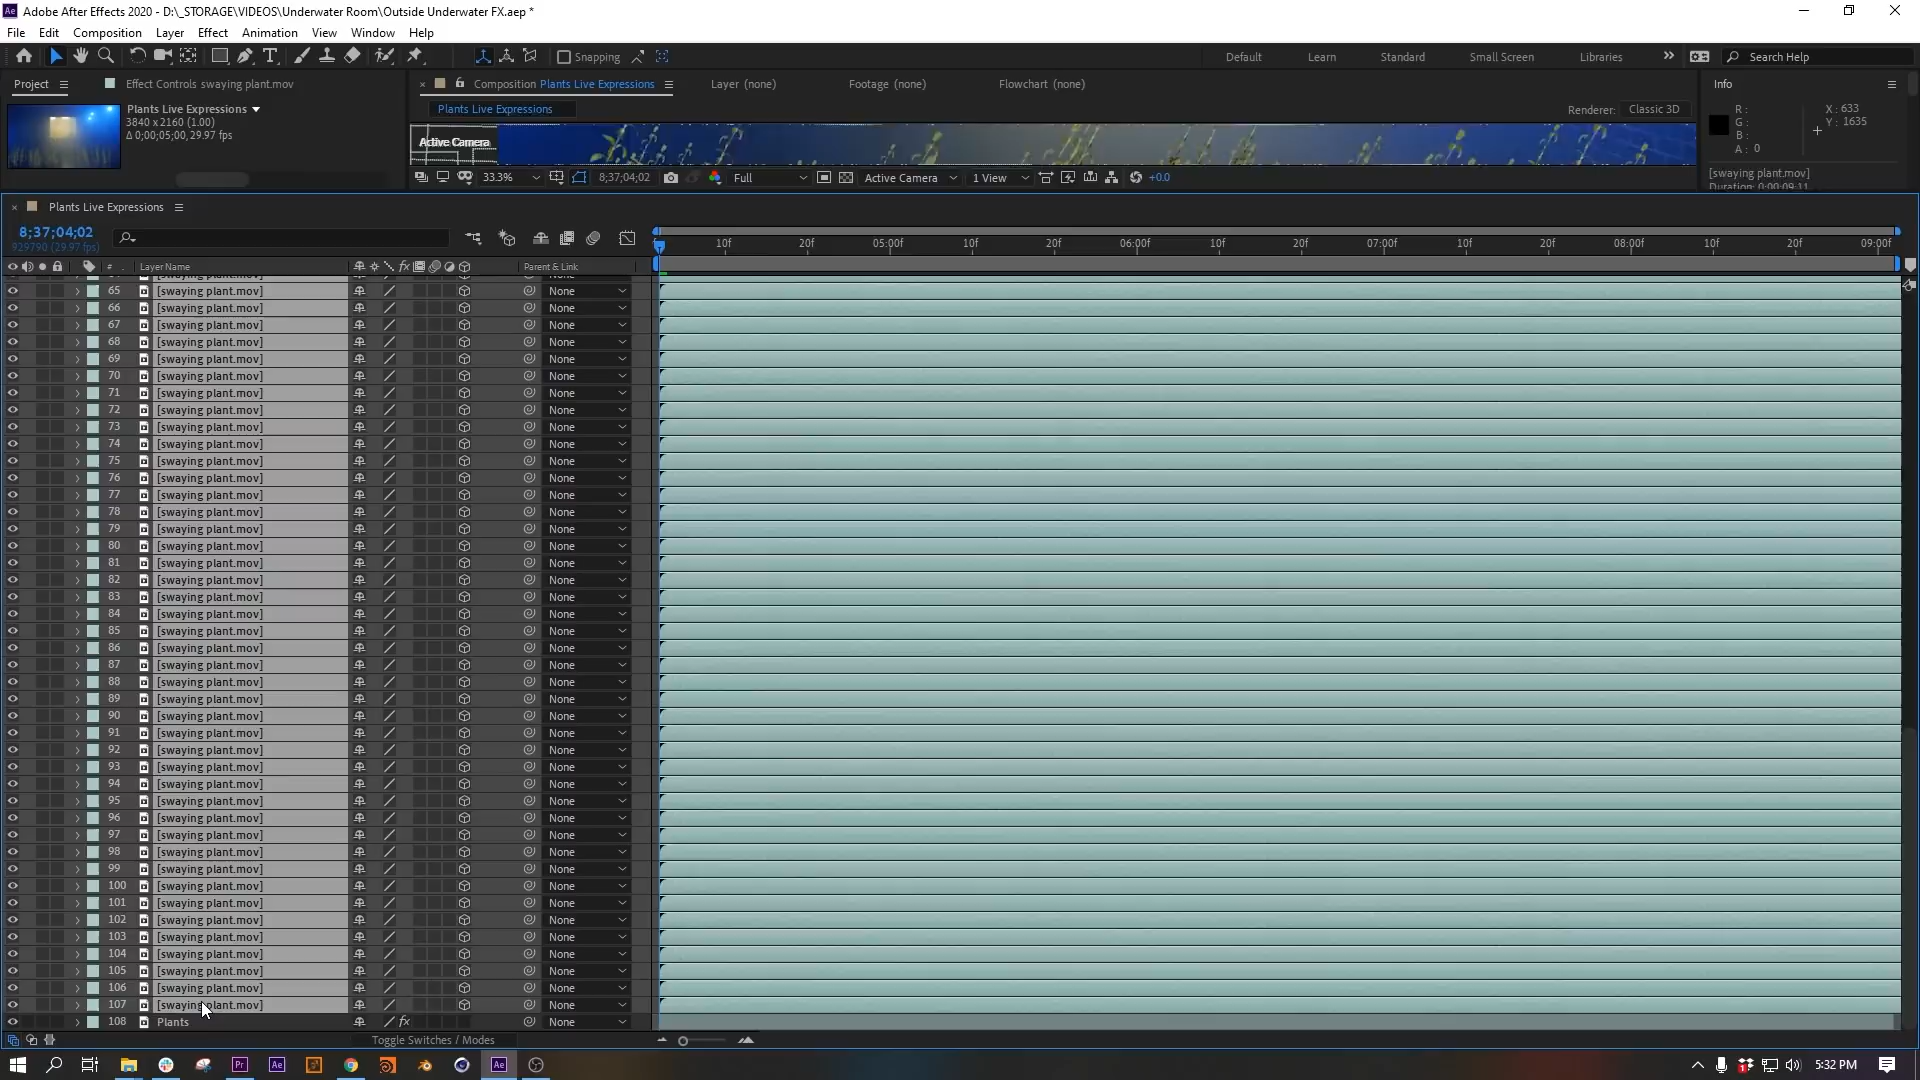 Adobe After Effects 2020 - D:\_STORAGE\VIDEOS\Underwater Room\Outside Underwater FX.aep *
File Edit Composition Layer Effect Animation View Window Help
Snapping Default Learn Standard Small Screen Libraries Search Help
Project Effect Controls swaying plant.mov Composition Plants Live Expressions Layer (none) Footage (none) Flowchart (none) Info
Plants Live Expressions
3840 x 2160 (1.00)
Δ 0;00;05;00, 29.97 fps
Plants Live Expressions
Renderer: Classic 3D
Active Camera
R :
G :
B :
A : 0
X : 633
Y : 1635
33.3% 8;37;04;02 Full Active Camera 1 View +0.0
[swaying plant.mov]
Duration: 0:00:09:11
Plants Live Expressions
8;37;04;02
929790 (29.97 fps)
10f 20f 05:00f 10f 20f 06:00f 10f 20f 07:00f 10f 20f 08:00f 10f 20f 09:00f
# Layer Name fx Parent & Link
65 [swaying plant.mov] None
66 [swaying plant.mov] None
67 [swaying plant.mov] None
68 [swaying plant.mov] None
69 [swaying plant.mov] None
70 [swaying plant.mov] None
71 [swaying plant.mov] None
72 [swaying plant.mov] None
73 [swaying plant.mov] None
74 [swaying plant.mov] None
75 [swaying plant.mov] None
76 [swaying plant.mov] None
77 [swaying plant.mov] None
78 [swaying plant.mov] None
79 [swaying plant.mov] None
80 [swaying plant.mov] None
81 [swaying plant.mov] None
82 [swaying plant.mov] None
83 [swaying plant.mov] None
84 [swaying plant.mov] None
85 [swaying plant.mov] None
86 [swaying plant.mov] None
87 [swaying plant.mov] None
88 [swaying plant.mov] None
89 [swaying plant.mov] None
90 [swaying plant.mov] None
91 [swaying plant.mov] None
92 [swaying plant.mov] None
93 [swaying plant.mov] None
94 [swaying plant.mov] None
95 [swaying plant.mov] None
96 [swaying plant.mov] None
97 [swaying plant.mov] None
98 [swaying plant.mov] None
99 [swaying plant.mov] None
100 [swaying plant.mov] None
101 [swaying plant.mov] None
102 [swaying plant.mov] None
103 [swaying plant.mov] None
104 [swaying plant.mov] None
105 [swaying plant.mov] None
106 [swaying plant.mov] None
107 [swaying plant.mov] None
108 Plants fx None
Toggle Switches / Modes
Pr Ae Ae 5:32 PM